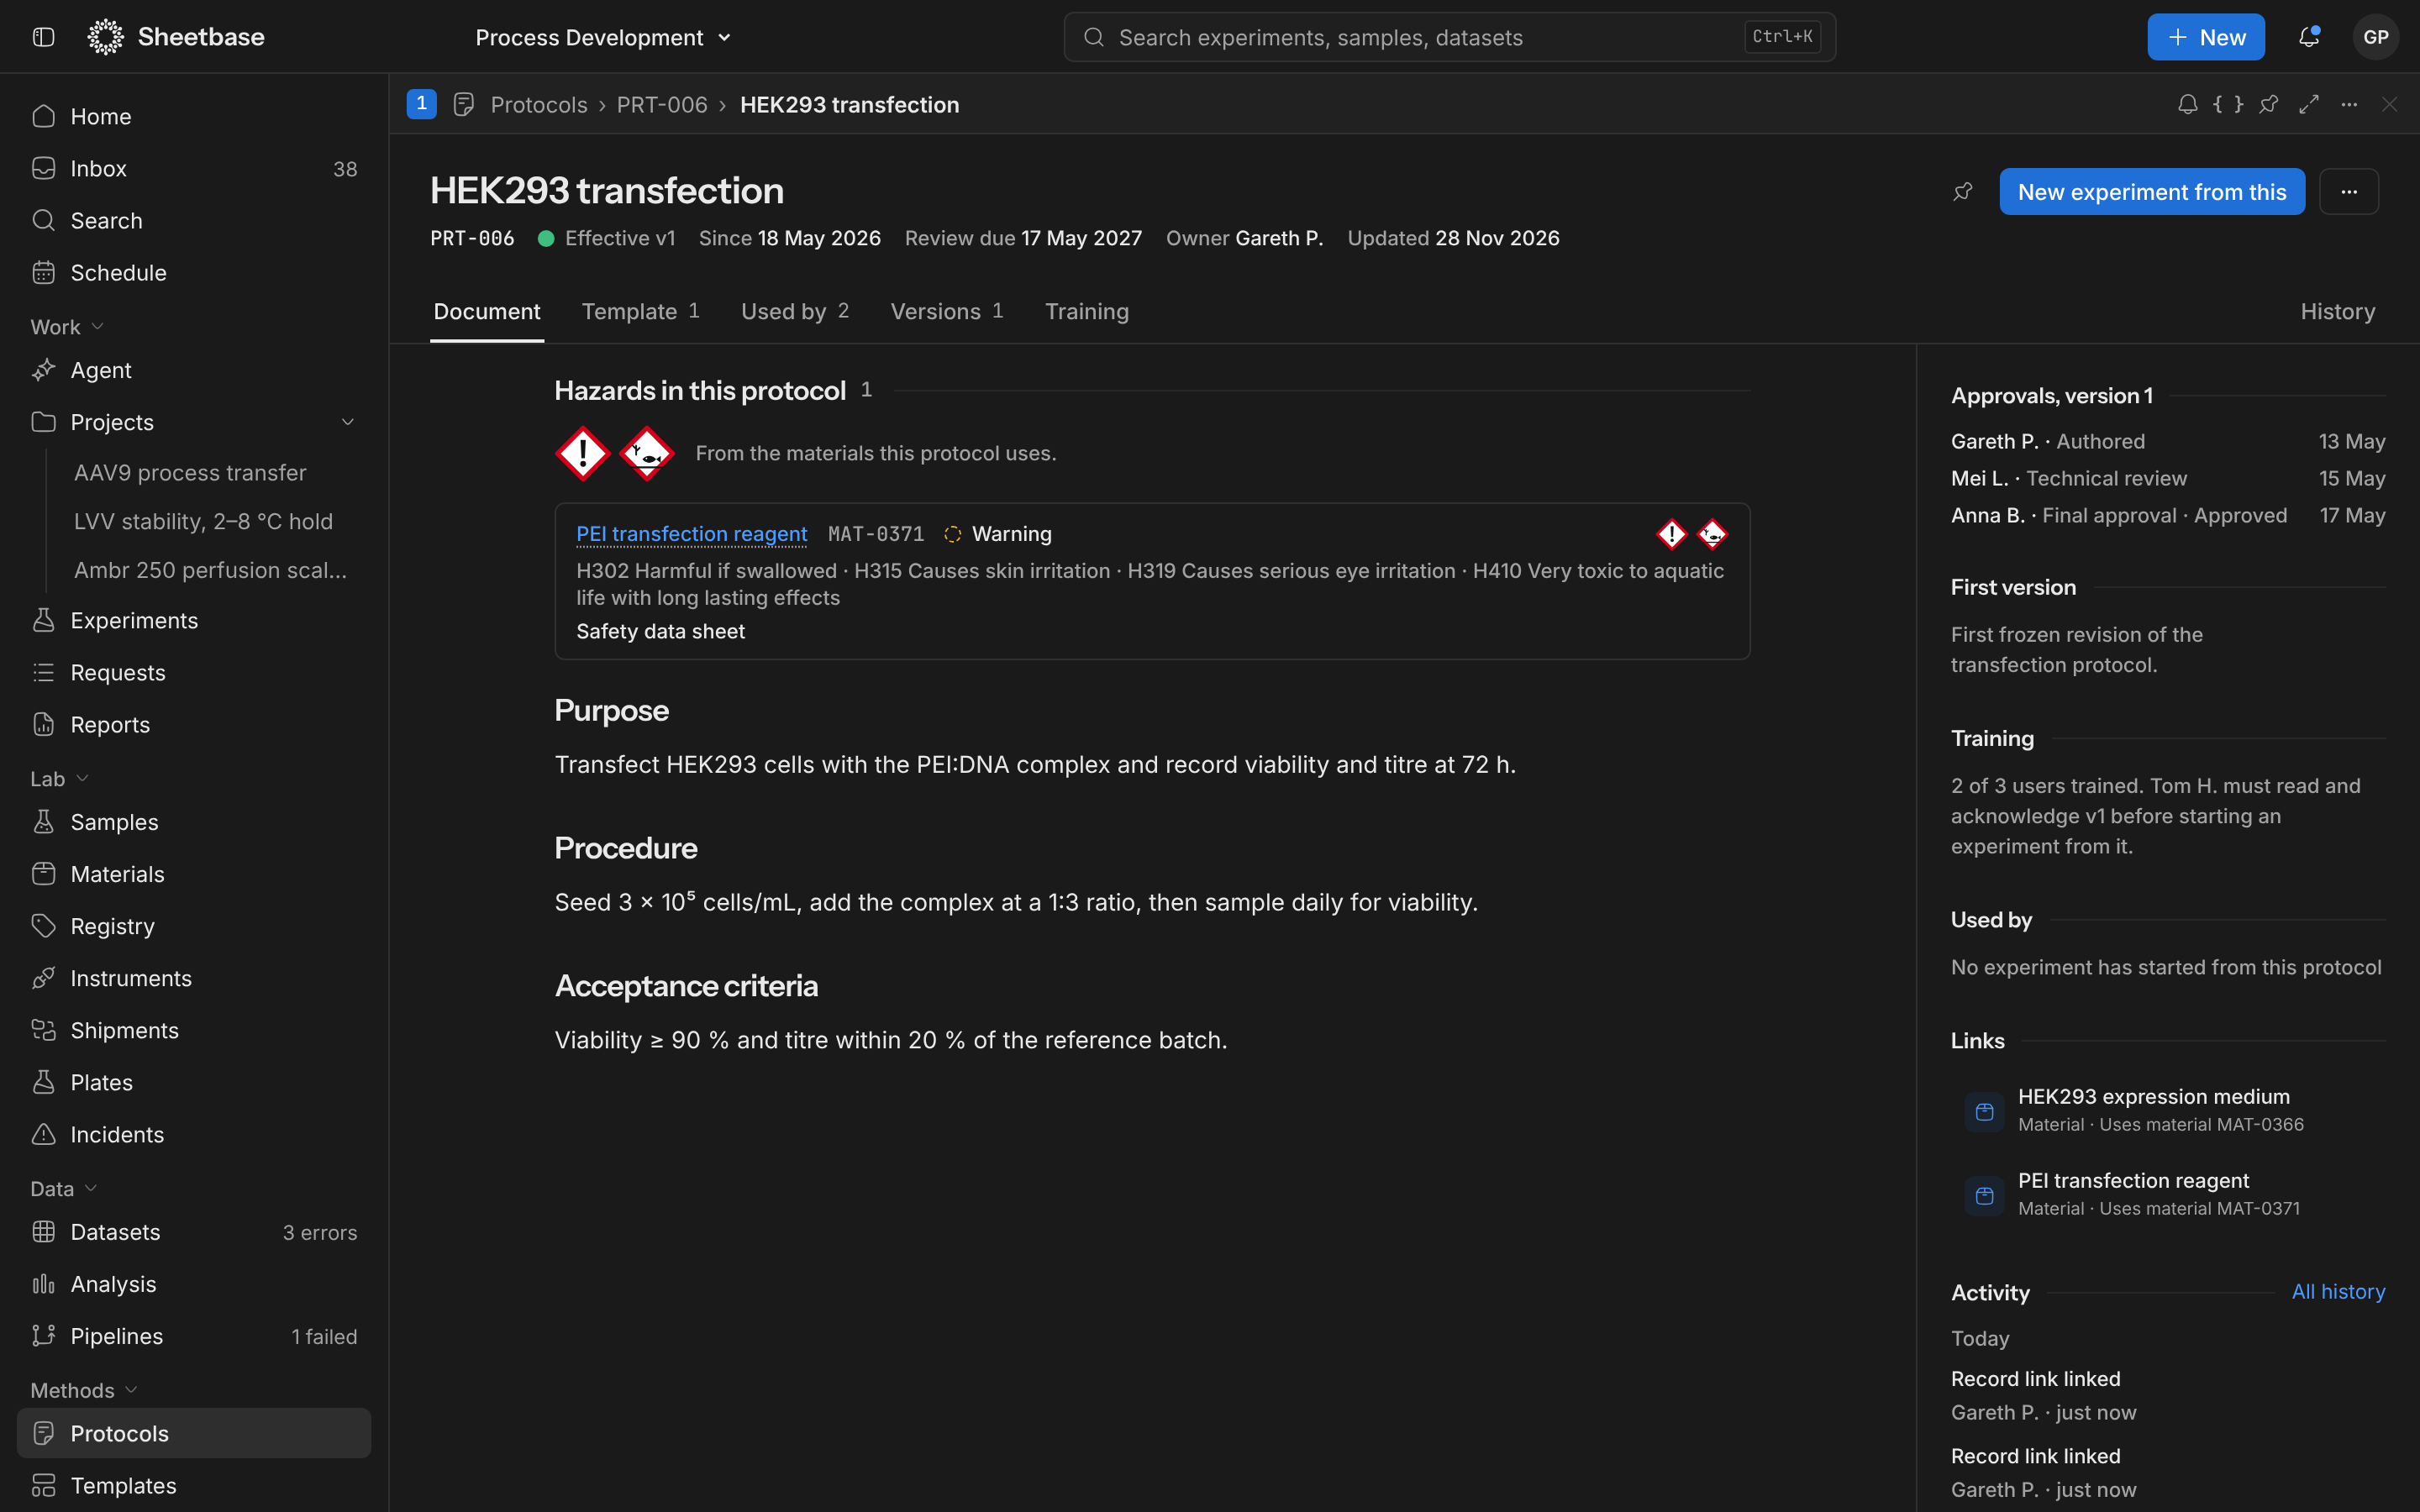 Sheetbase
Process Development
Search experiments, samples, datasets
Ctrl+K
New
GP
Home
Inbox 38
Search
Schedule
Work
Agent
Projects
AAV9 process transfer
LVV stability, 2–8 °C hold
Ambr 250 perfusion scal...
Experiments
Requests
Reports
Lab
Samples
Materials
Registry
Instruments
Shipments
Plates
Incidents
Data
Datasets 3 errors
Analysis
Pipelines 1 failed
Methods
Protocols
Templates
1 Protocols › PRT-006 › HEK293 transfection
HEK293 transfection
New experiment from this
PRT-006 Effective v1 Since 18 May 2026 Review due 17 May 2027 Owner Gareth P. Updated 28 Nov 2026
Document Template 1 Used by 2 Versions 1 Training History
Hazards in this protocol 1
From the materials this protocol uses.
PEI transfection reagent MAT-0371 Warning
H302 Harmful if swallowed · H315 Causes skin irritation · H319 Causes serious eye irritation · H410 Very toxic to aquatic
life with long lasting effects
Safety data sheet
Purpose
Transfect HEK293 cells with the PEI:DNA complex and record viability and titre at 72 h.
Procedure
Seed 3 × 10⁵ cells/mL, add the complex at a 1:3 ratio, then sample daily for viability.
Acceptance criteria
Viability ≥ 90 % and titre within 20 % of the reference batch.
Approvals, version 1
Gareth P. · Authored 13 May
Mei L. · Technical review 15 May
Anna B. · Final approval · Approved 17 May
First version
First frozen revision of the
transfection protocol.
Training
2 of 3 users trained. Tom H. must read and
acknowledge v1 before starting an
experiment from it.
Used by
No experiment has started from this protocol
Links
HEK293 expression medium
Material · Uses material MAT-0366
PEI transfection reagent
Material · Uses material MAT-0371
Activity All history
Today
Record link linked
Gareth P. · just now
Record link linked
Gareth P. · just now